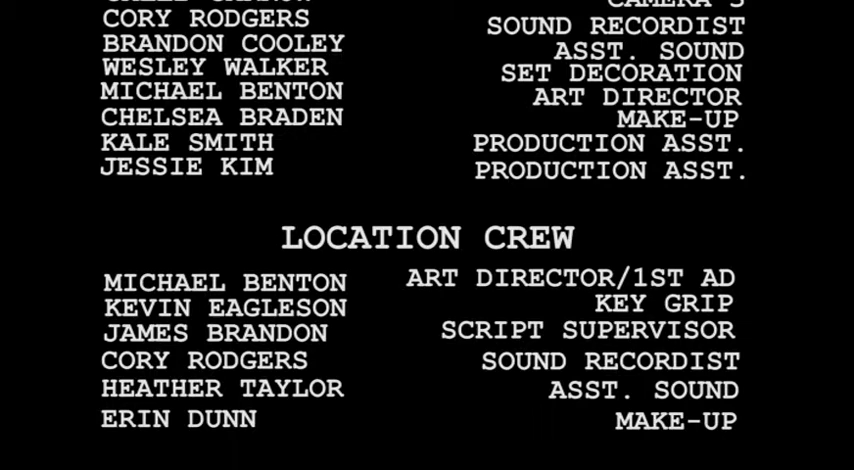 CORY RODGERS SOUND RECORDIST
BRANDON COOLEY ASST. SOUND
WESLEY WALKER SET DECORATION
MICHAEL BENTON ART DIRECTOR
CHELSEA BRADEN MAKE-UP
KALE SMITH PRODUCTION ASST.
JESSIE KIM PRODUCTION ASST.
LOCATION CREW
MICHAEL BENTON ART DIRECTOR/1ST AD
KEVIN EAGLESON KEY GRIP
JAMES BRANDON SCRIPT SUPERVISOR
CORY RODGERS SOUND RECORDIST
HEATHER TAYLOR ASST. SOUND
ERIN DUNN MAKE-UP